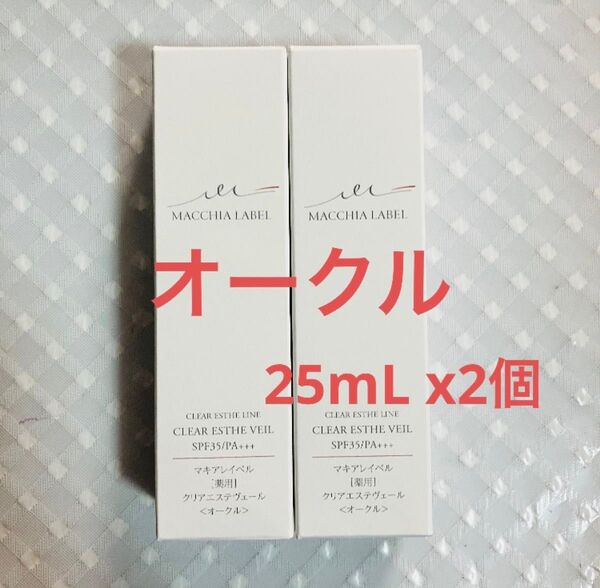 MACCHIA LABEL
MACCHIA LABEL
オークル
25mL x2個
CLEAR ESTHE LINE
CLEAR ESTHE VEIL
SPF35/PA+++
マキアレイベル
[薬用]
クリアエステヴェール
<オークル>
CLEAR ESTHE LINE
CLEAR ESTHE VEIL
SPF35/PA+++
マキアレイベル
[薬用]
クリアエステヴェール
<オークル>